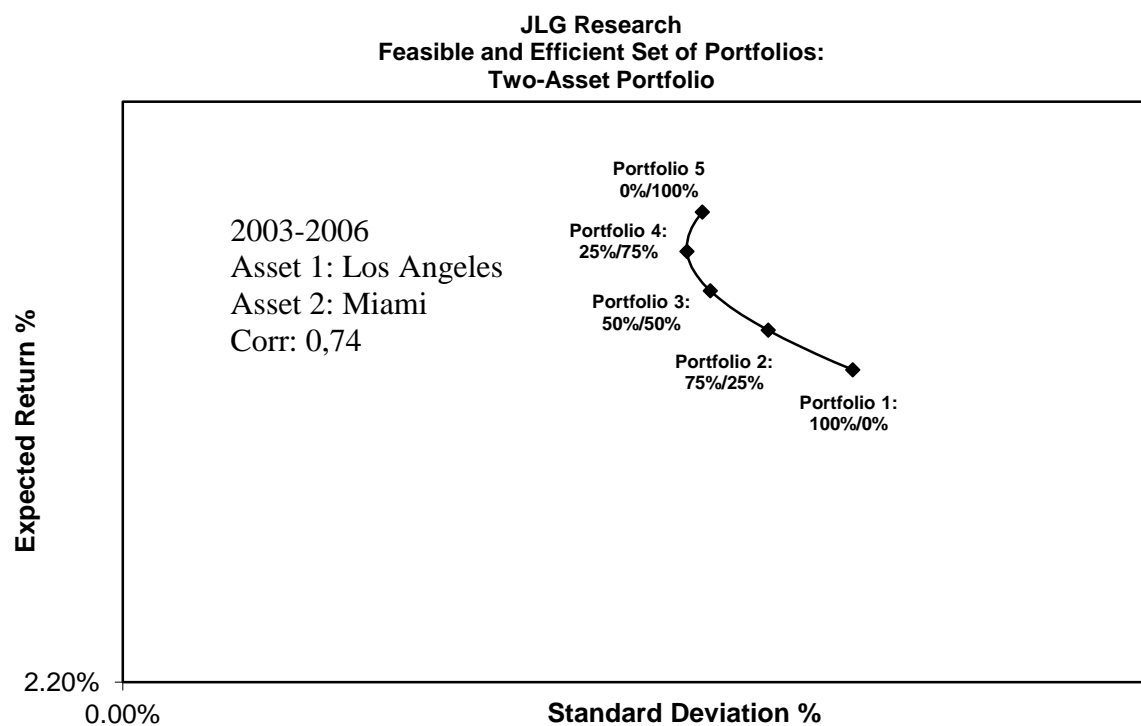 JLG Research
Feasible and Efficient Set of Portfolios:
Two-Asset Portfolio
Portfolio 5
0%/100%
2003-2006
Asset 1: Los Angeles
Asset 2: Miami
Corr: 0,74
Portfolio 4:
25%/75%
Portfolio 3:
50%/50%
Portfolio 2:
75%/25%
Portfolio 1:
100%/0%
Expected Return %
2.20%
0.00%
Standard Deviation %